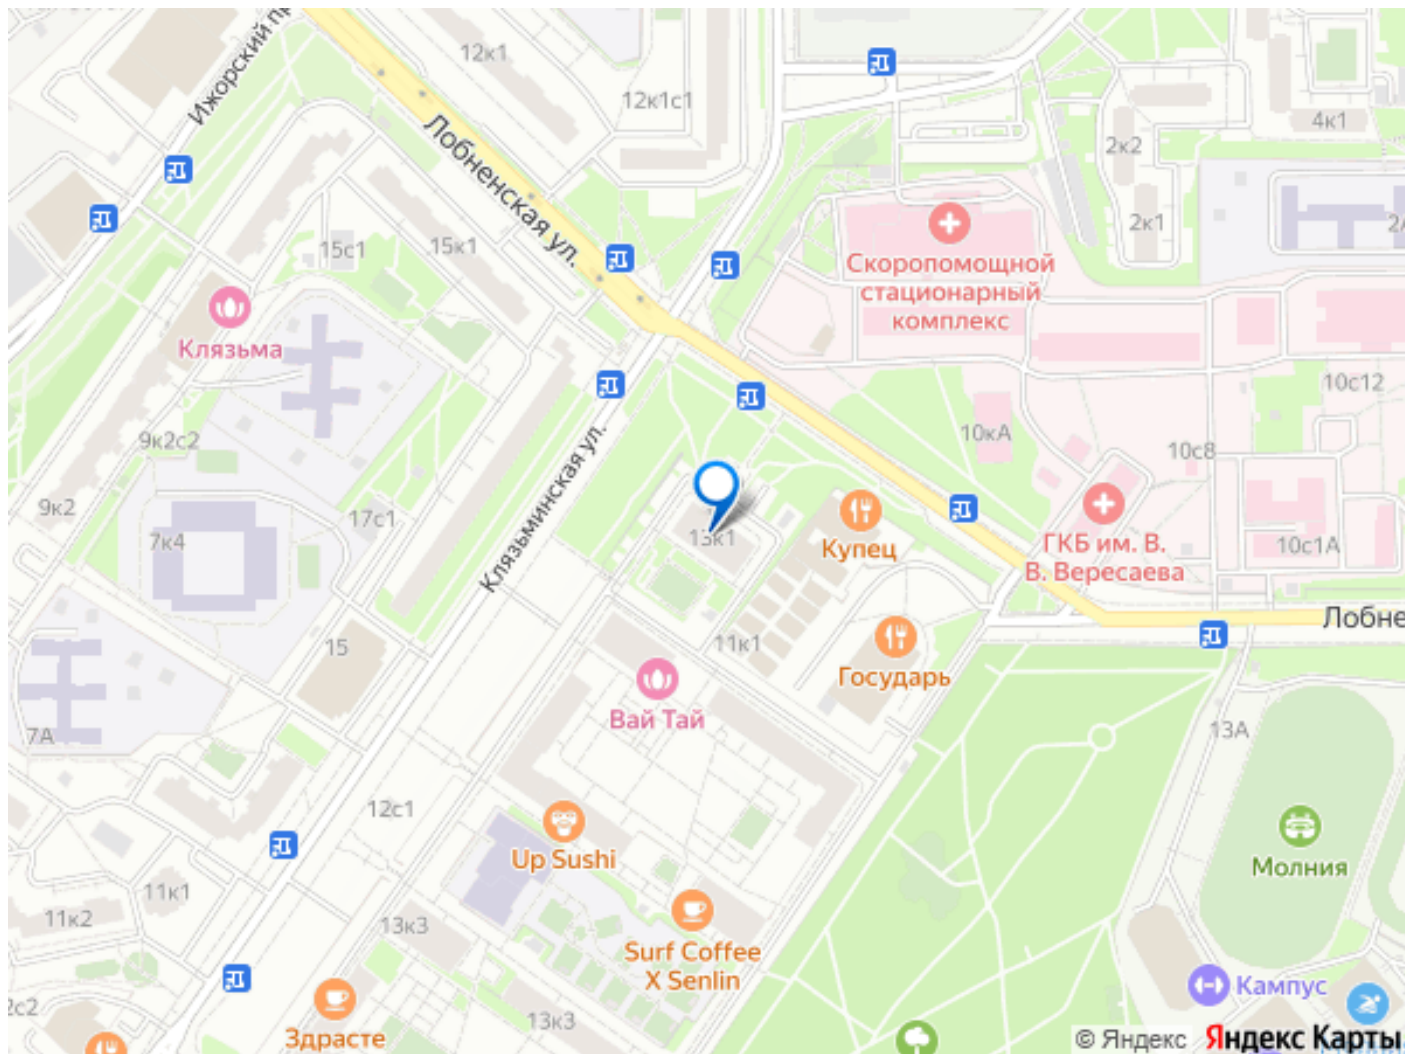 Ижорский пр
12к1
12к1с1
Лобненская ул.
4к1
2к2
2к1
2А
15с1
15к1
Скоропомощной
стационарный
комплекс
Клязьма
10с12
9к2с2
Клязьминская ул.
10кА
10с8
9к2
7к4
17с1
13к1
Купец
ГКБ им. В.
В. Вересаева
10с1А
Лобне
15
11к1
Государь
7А
Вай Тай
13А
12с1
Up Sushi
Молния
11к1
11к2
13к3
Surf Coffee
X Senlin
Кампус
2с2
13к3
Здрасте
© Яндекс Яндекс Карты